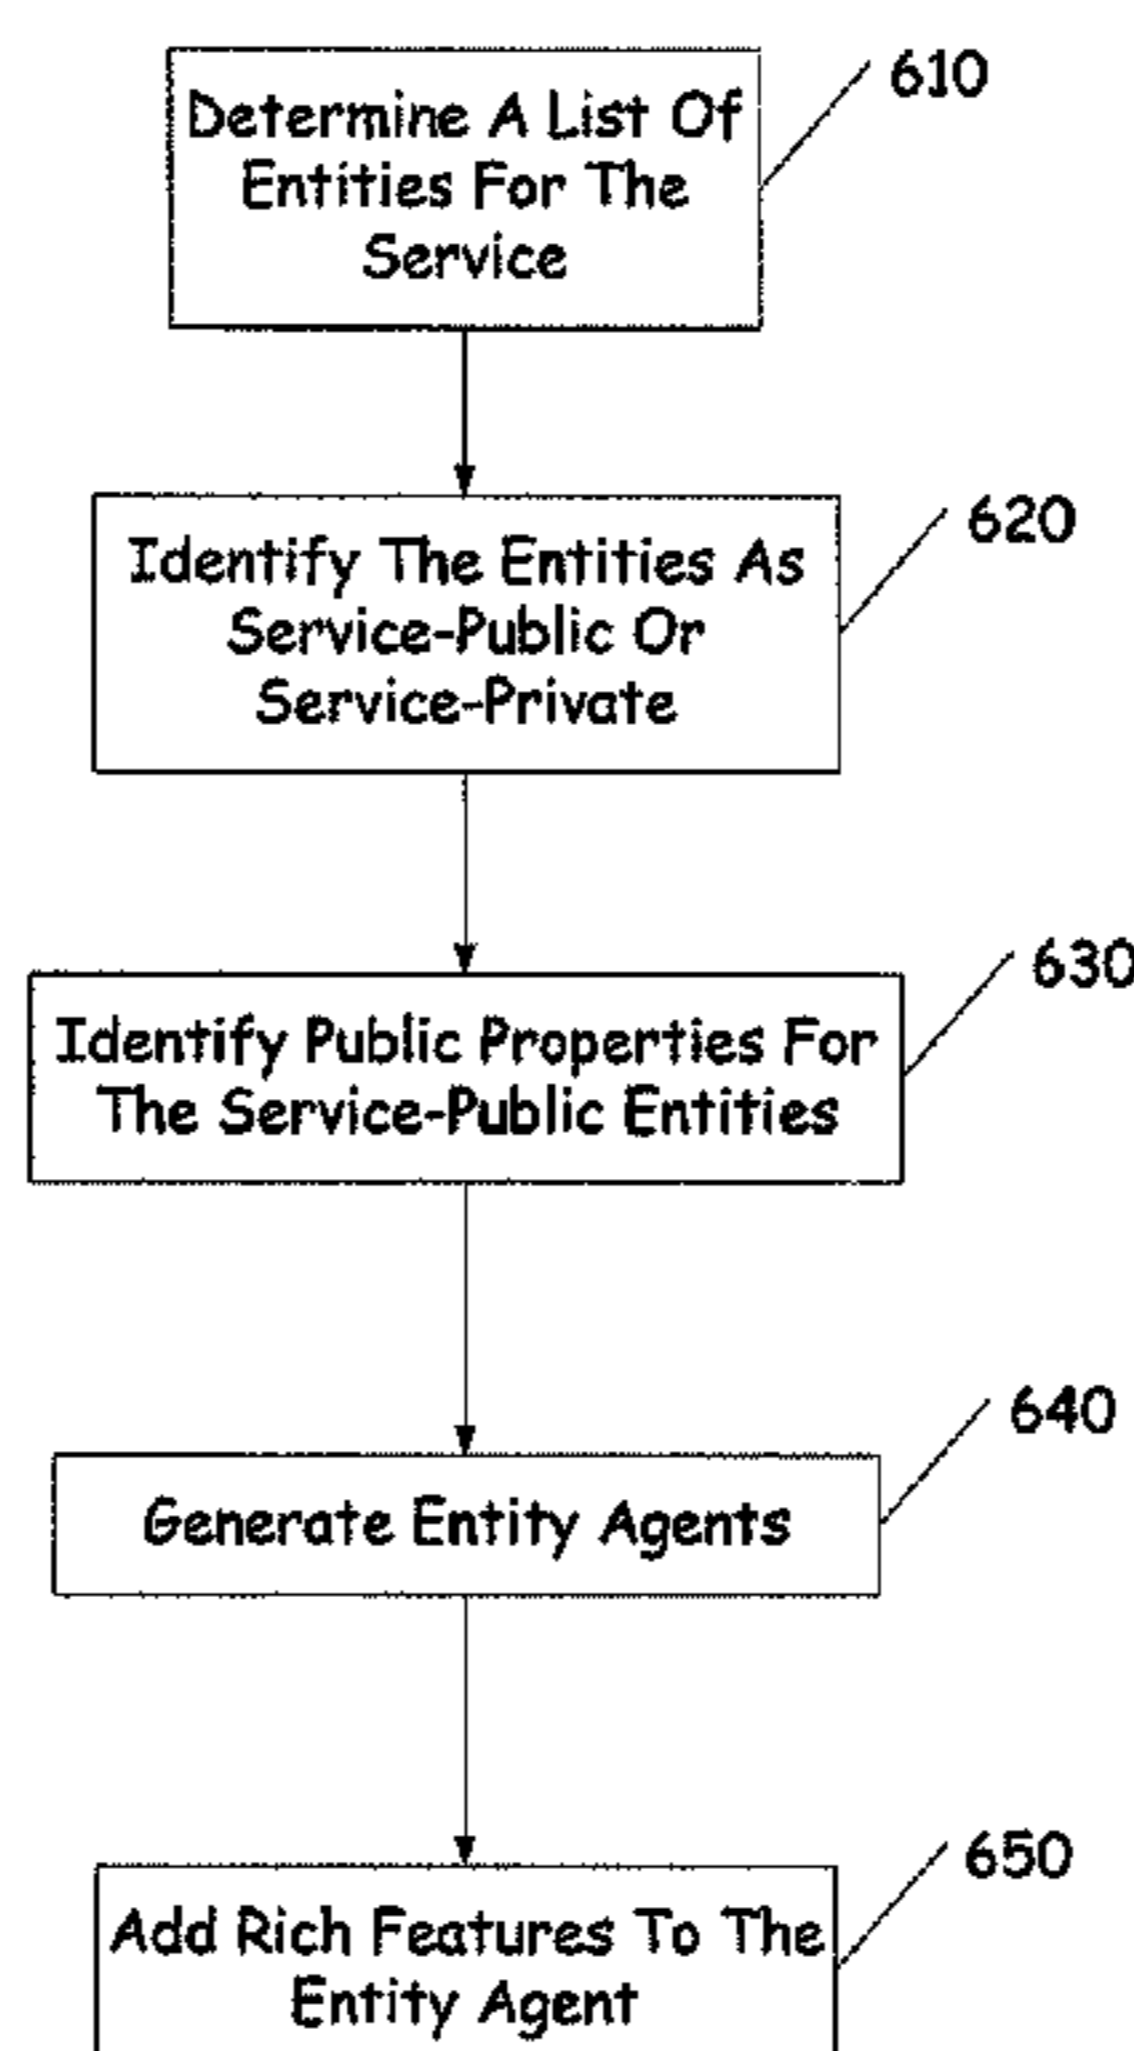 610
Determine A List Of
Entities For The
Service
620
Identify The Entities As
Service-Public Or
Service-Private
630
Identify Public Properties For
The Service-Public Entities
640
Generate Entity Agents
650
Add Rich Features To The
Entity Agent